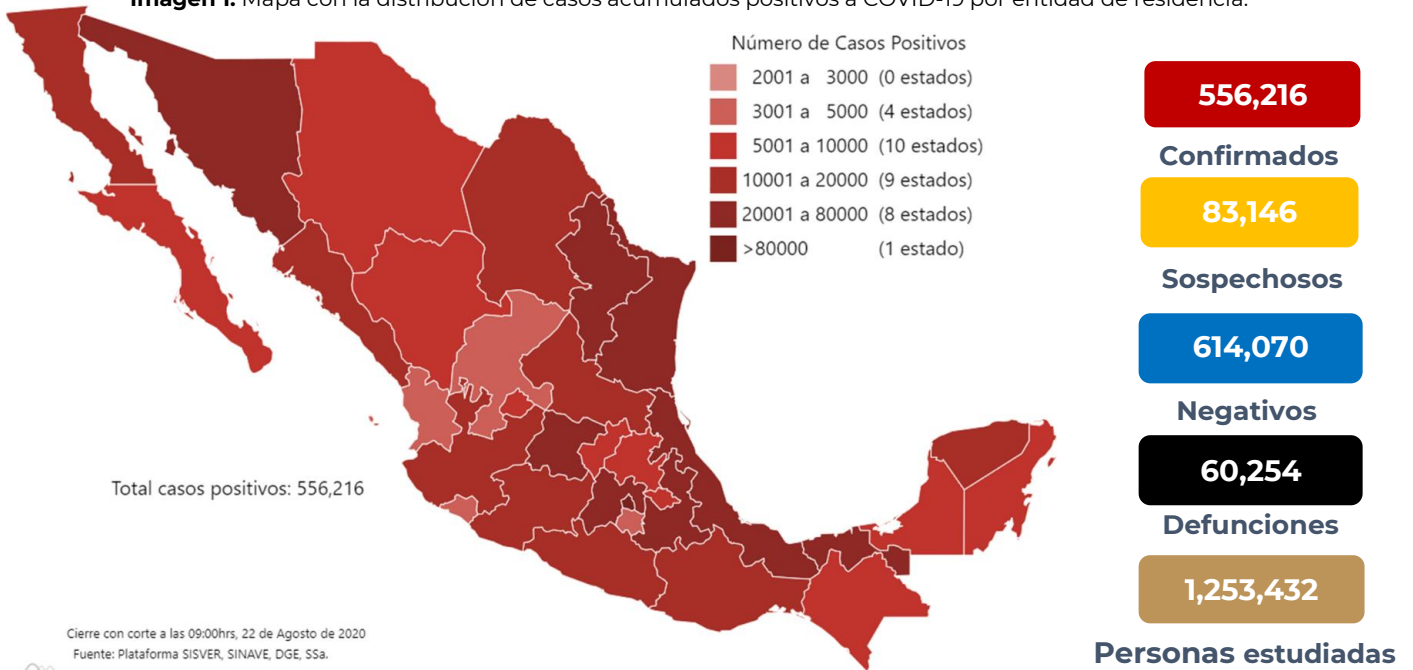 Imagen 1. Mapa con la distribución de casos acumulados positivos a COVID-19 por entidad de residencia.
Número de Casos Positivos
2001 a 3000 (0 estados)
3001 a 5000 (4 estados)
5001 a 10000 (10 estados)
10001 a 20000 (9 estados)
20001 a 80000 (8 estados)
>80000 (1 estado)
556,216
Confirmados
83,146
Sospechosos
614,070
Negativos
60,254
Defunciones
1,253,432
Personas estudiadas
Total casos positivos: 556,216
Cierre con corte a las 09:00hrs, 22 de Agosto de 2020
Fuente: Plataforma SISVER, SINAVE, DGE, SSa.